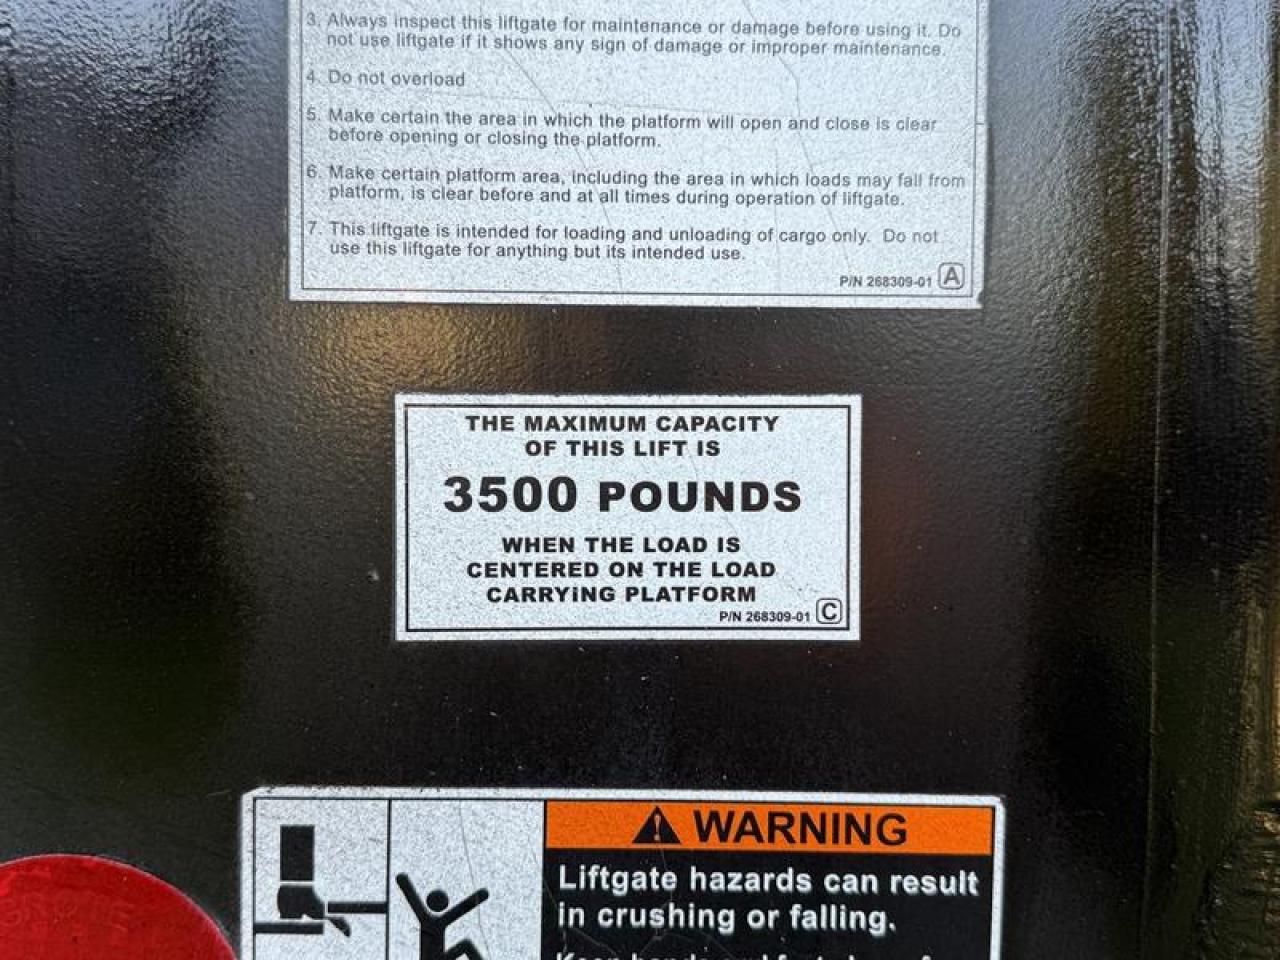 3. Always inspect this liftgate for maintenance or damage before using it. Do
not use liftgate if it shows any sign of damage or improper maintenance.
4. Do not overload
5. Make certain the area in which the platform will open and close is clear
before opening or closing the platform.
6. Make certain platform area, including the area in which loads may fall from
platform, is clear before and at all times during operation of liftgate.
7. This liftgate is intended for loading and unloading of cargo only. Do not
use this liftgate for anything but its intended use.
P/N 268309-01 A
THE MAXIMUM CAPACITY
OF THIS LIFT IS
3500 POUNDS
WHEN THE LOAD IS
CENTERED ON THE LOAD
CARRYiNG PLATFORM
P/N 268309-01 C
WARNING
Liftgate hazards can result
in crushing or falling.